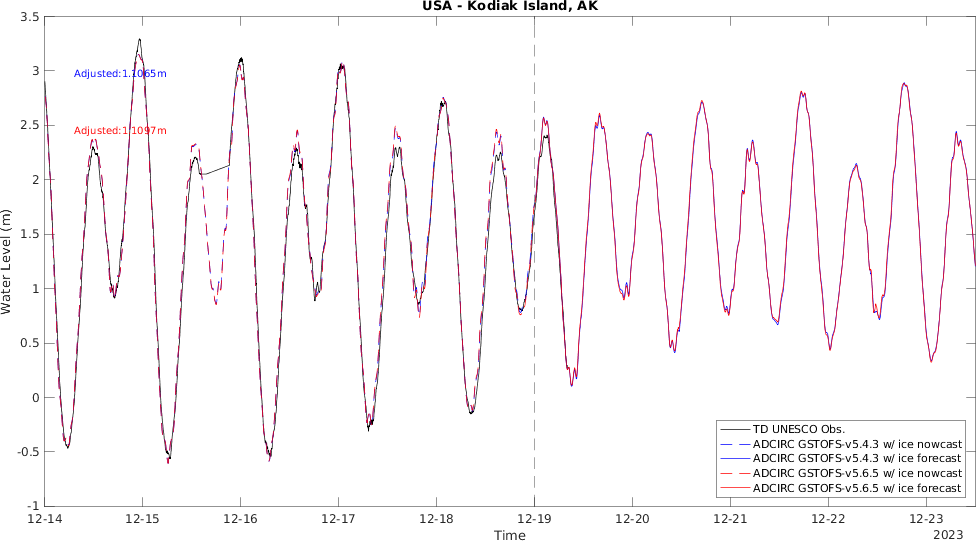 USA - Kodiak Island, AK
3.5
3
2.5
2
1.5
1
0.5
0
-0.5
-1
Water Level (m)
Adjusted:1.1065m
Adjusted:1.1097m
TD UNESCO Obs.
ADCIRC GSTOFS-v5.4.3 w/ ice nowcast
ADCIRC GSTOFS-v5.4.3 w/ ice forecast
ADCIRC GSTOFS-v5.6.5 w/ ice nowcast
ADCIRC GSTOFS-v5.6.5 w/ ice forecast
12-14 12-15 12-16 12-17 12-18 12-19 12-20 12-21 12-22 12-23
Time
2023